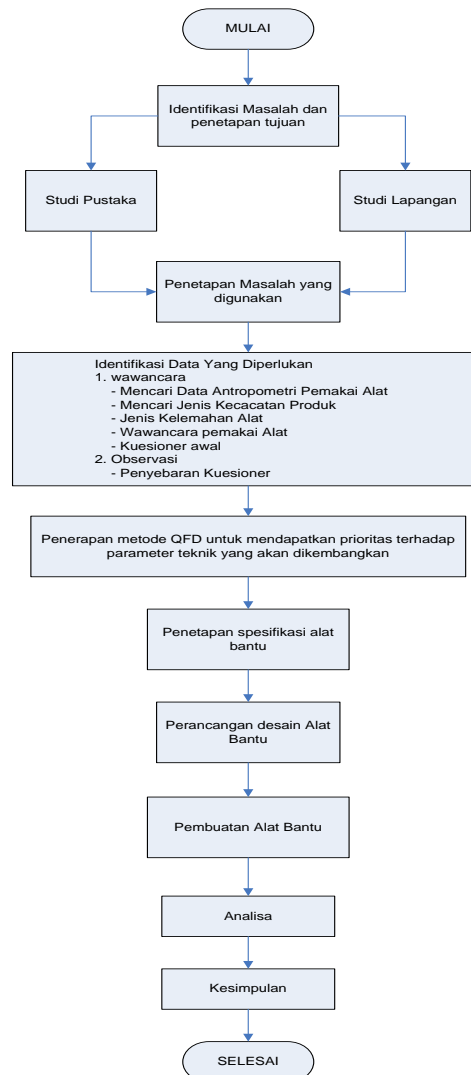 MULAI
Identifikasi Masalah dan
penetapan tujuan
Studi Pustaka
Studi Lapangan
Penetapan Masalah yang
digunakan
Identifikasi Data Yang Diperlukan
1. wawancara
- Mencari Data Antropometri Pemakai Alat
- Mencari Jenis Kecacatan Produk
- Jenis Kelemahan Alat
- Wawancara pemakai Alat
- Kuesioner awal
2. Observasi
- Penyebaran Kuesioner
Penerapan metode QFD untuk mendapatkan prioritas terhadap
parameter teknik yang akan dikembangkan
Penetapan spesifikasi alat
bantu
Perancangan desain Alat
Bantu
Pembuatan Alat Bantu
Analisa
Kesimpulan
SELESAI